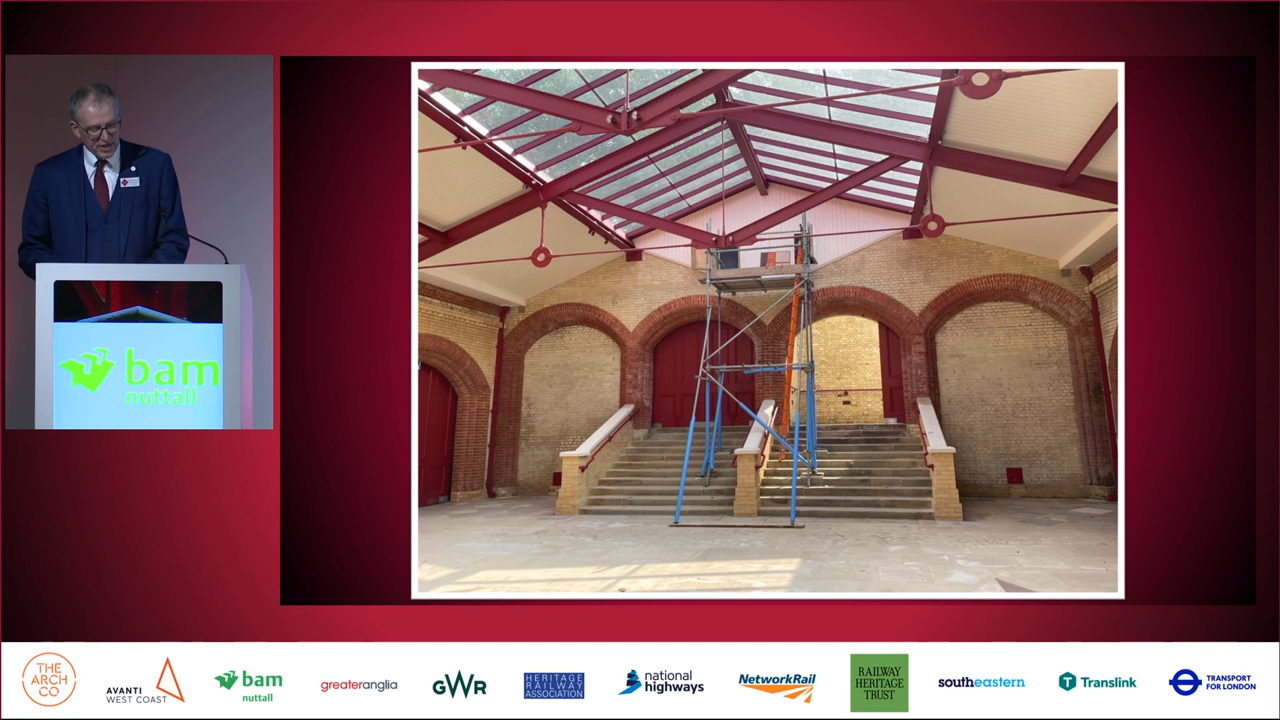 bam
nuttall
THE
ARCH
CO
AVANTI
WEST COAST
bam
nuttall
greateranglia
GWR
HERITAGE
RAILWAY
ASSOCIATION
national
highways
NetworkRail
RAILWAY
HERITAGE
TRUST
southeastern
Translink
TRANSPORT
FOR LONDON